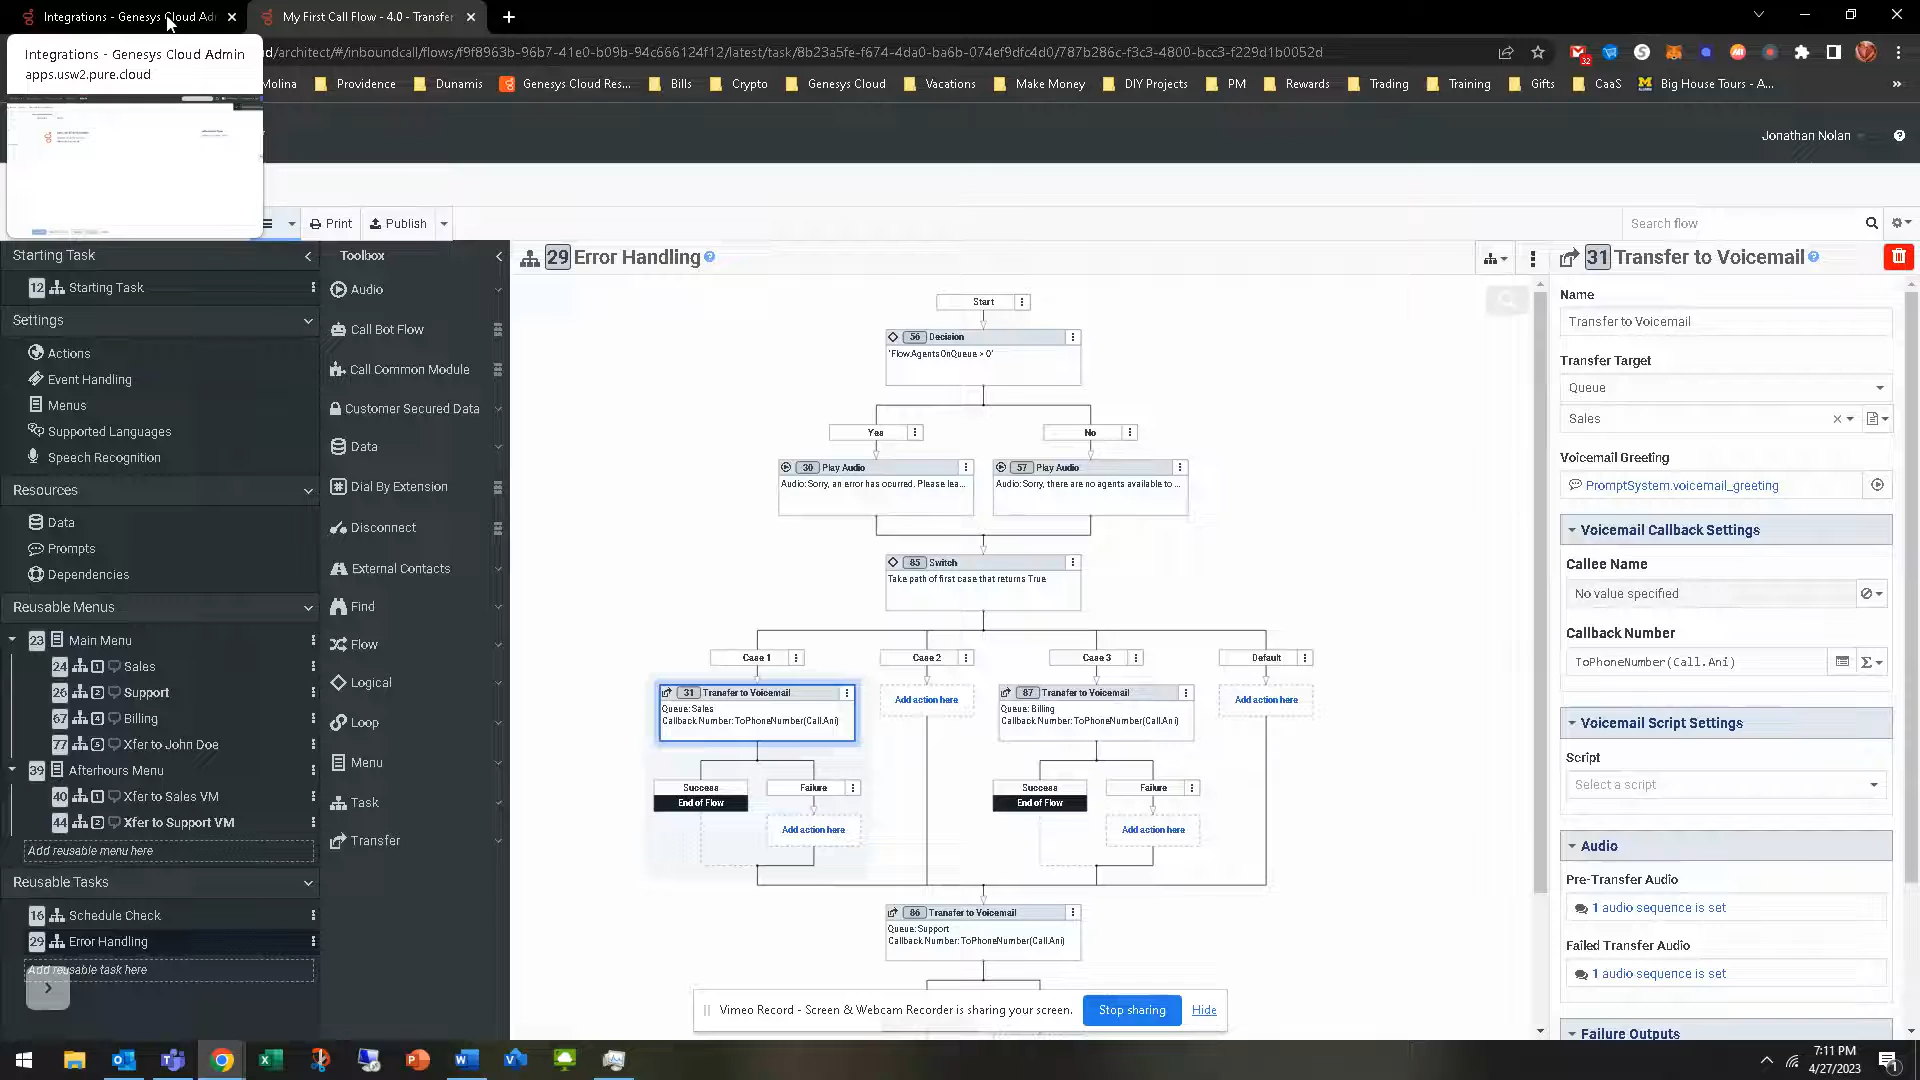 Integrations - Genesys Cloud Ad
My First Call Flow - 4.0 - Transfer
Integrations - Genesys Cloud Admin
apps.usw2.pure.cloud
d/architect/#/inboundcall/flows/f9f8963b-96b7-41e0-b09b-94c666124f12/latest/task/8b23a5fe-f674-4da0-ba6b-074ef9dfc4d0/787b286c-f3c3-4800-bcc3-f229d1b0052d
32
Molina
Providence
Dunamis
Genesys Cloud Res...
Bills
Crypto
Genesys Cloud
Vacations
Make Money
DIY Projects
PM
Rewards
Trading
Training
Gifts
CaaS
Big House Tours - A...
Jonathan Nolan
Print
Publish
Search flow
Starting Task
12 Starting Task
Settings
Actions
Event Handling
Menus
Supported Languages
Speech Recognition
Resources
Data
Prompts
Dependencies
Reusable Menus
23 Main Menu
24 1 Sales
26 2 Support
67 4 Billing
77 5 Xfer to John Doe
39 Afterhours Menu
40 1 Xfer to Sales VM
44 2 Xfer to Support VM
Add reusable menu here
Reusable Tasks
16 Schedule Check
29 Error Handling
Add reusable task here
Toolbox
Audio
Call Bot Flow
Call Common Module
Customer Secured Data
Data
Dial By Extension
Disconnect
External Contacts
Find
Flow
Logical
Loop
Menu
Task
Transfer
29 Error Handling
Start
56 Decision
'Flow.AgentsOnQueue > 0'
Yes
No
30 Play Audio
Audio: Sorry, an error has ocurred. Please lea...
57 Play Audio
Audio: Sorry, there are no agents available to ...
85 Switch
Take path of first case that returns True
Case 1
Case 2
Case 3
Default
31 Transfer to Voicemail
Queue: Sales
Callback.Number: ToPhoneNumber(Call.Ani)
Add action here
87 Transfer to Voicemail
Queue: Billing
Callback.Number: ToPhoneNumber(Call.Ani)
Add action here
Success
End of Flow
Failure
Add action here
Success
End of Flow
Failure
Add action here
86 Transfer to Voicemail
Queue: Support
Callback.Number: ToPhoneNumber(Call.Ani)
31 Transfer to Voicemail
Name
Transfer to Voicemail
Transfer Target
Queue
Sales
Voicemail Greeting
PromptSystem.voicemail_greeting
Voicemail Callback Settings
Callee Name
No value specified
Callback Number
ToPhoneNumber(Call.Ani)
Voicemail Script Settings
Script
Select a script
Audio
Pre-Transfer Audio
1 audio sequence is set
Failed Transfer Audio
1 audio sequence is set
Failure Outputs
Vimeo Record - Screen & Webcam Recorder is sharing your screen.
Stop sharing
Hide
7:11 PM
4/27/2023
1